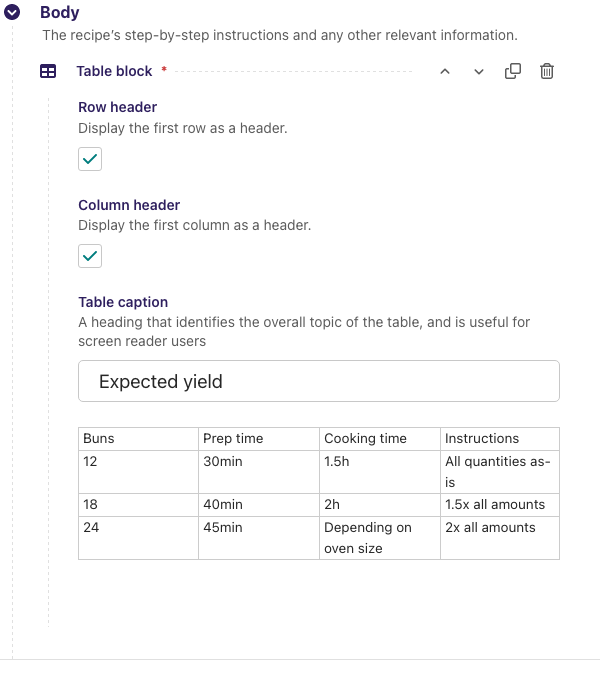 Body
The recipe’s step-by-step instructions and any other relevant information.
Table block *
Row header
Display the first row as a header.
Column header
Display the first column as a header.
Table caption
A heading that identifies the overall topic of the table, and is useful for
screen reader users
Expected yield
Buns Prep time Cooking time Instructions
12 30min 1.5h All quantities as-
is
18 40min 2h 1.5x all amounts
24 45min Depending on 2x all amounts
oven size